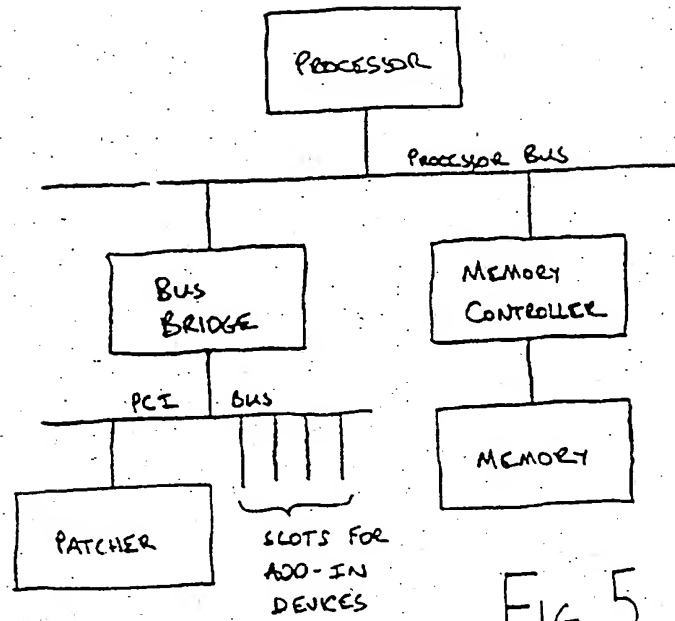 PROCESSOR
PROCESSOR BUS
BUS
BRIDGE
MEMORY
CONTROLLER
PCI BUS
MEMORY
PATCHER
SLOTS FOR
ADD-IN
DEVICES
FIG 5